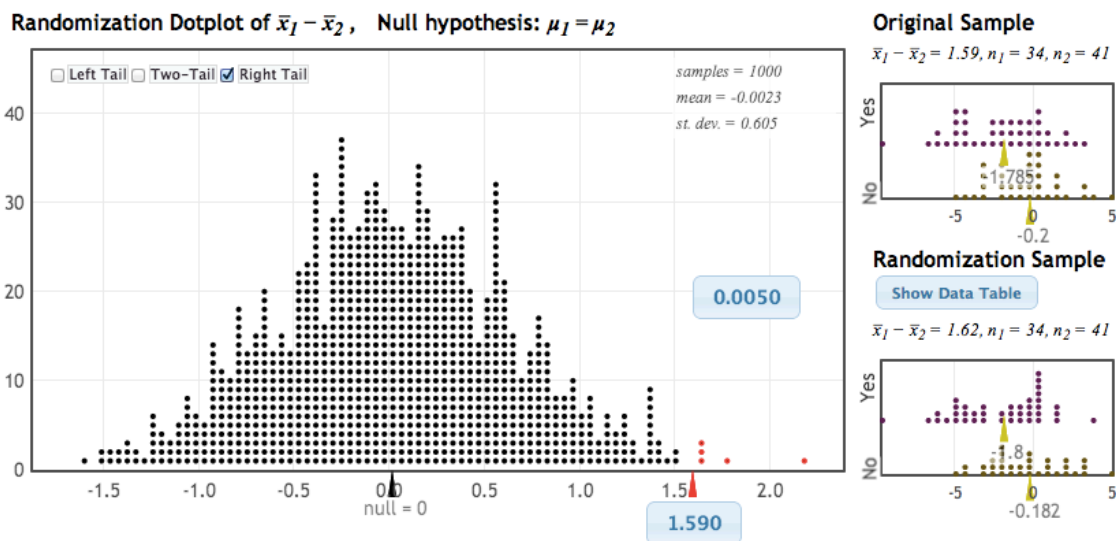 Randomization Dotplot of x̄₁ − x̄₂ , Null hypothesis: μ₁ = μ₂
Left Tail Two-Tail Right Tail
samples = 1000
mean = -0.0023
st. dev. = 0.605
40
30
20
10
0
0.0050
-1.5 -1.0 -0.5 0.0 0.5 1.0 1.5 2.0
null = 0
1.590
Original Sample
x̄₁ − x̄₂ = 1.59, n₁ = 34, n₂ = 41
Yes
-1.785
No
-5 0 5
-0.2
Randomization Sample
Show Data Table
x̄₁ − x̄₂ = 1.62, n₁ = 34, n₂ = 41
Yes
-1.8
No
-5 0 5
-0.182